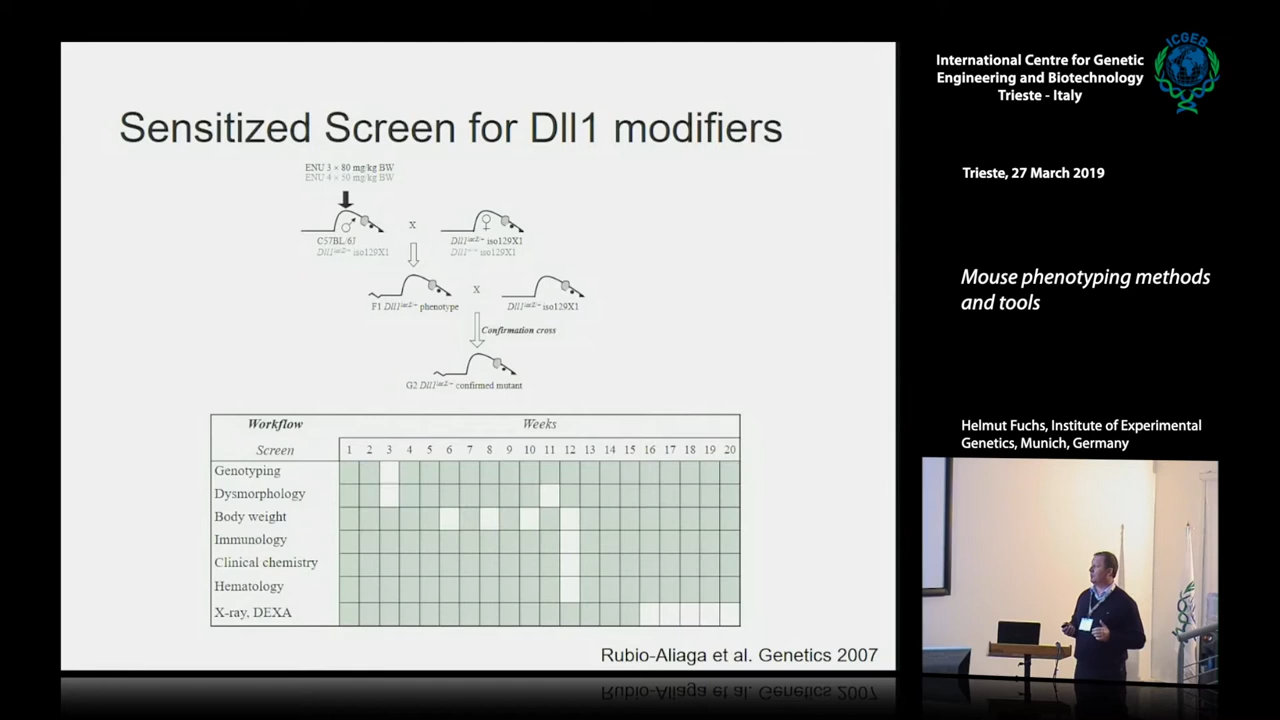 Sensitized Screen for Dll1 modifiers
ENU 3 × 80 mg/kg BW
ENU 4 × 50 mg/kg BW
x
C57BL/6J
iso129X1
iso129X1
iso129X1
x
F1 Dll1lacZ/+ phenotype
Dll1lacZ/+ iso129X1
Confirmation cross
G2 Dll1lacZ/+ confirmed mutant
Workflow Weeks
Screen 1 2 3 4 5 6 7 8 9 10 11 12 13 14 15 16 17 18 19 20
Genotyping
Dysmorphology
Body weight
Immunology
Clinical chemistry
Hematology
X-ray, DEXA
Rubio-Aliaga et al. Genetics 2007
International Centre for Genetic
Engineering and Biotechnology
Trieste - Italy
ICGEB
Trieste, 27 March 2019
Mouse phenotyping methods
and tools
Helmut Fuchs, Institute of Experimental
Genetics, Munich, Germany